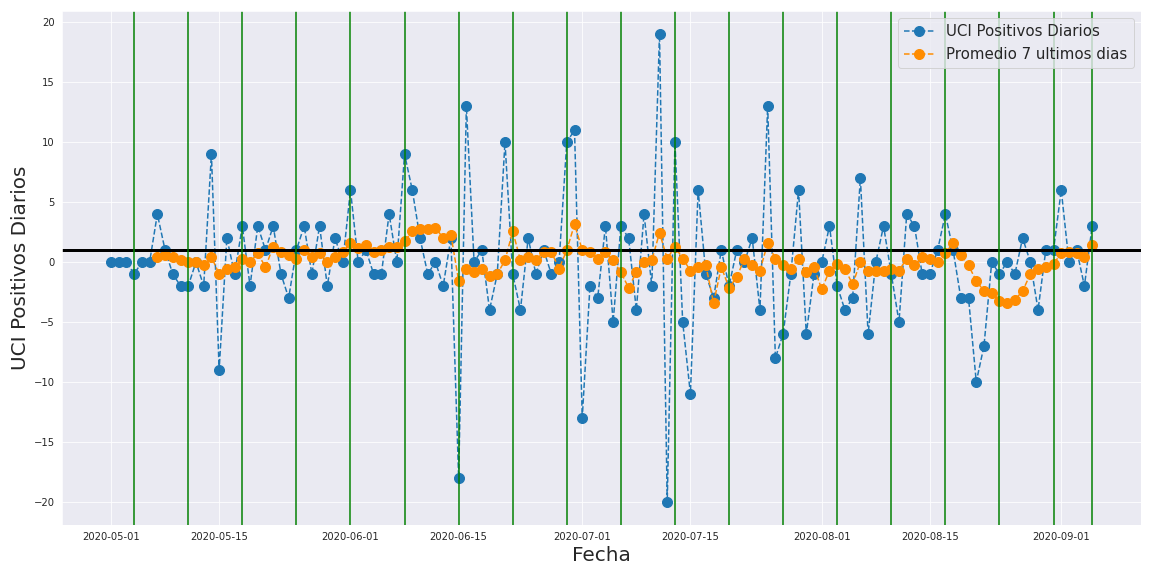 UCI Positivos Diarios
Promedio 7 ultimos dias
UCI Positivos Diarios
20
15
10
5
0
−5
−10
−15
−20
2020-05-01 2020-05-15 2020-06-01 2020-06-15 2020-07-01 2020-07-15 2020-08-01 2020-08-15 2020-09-01
Fecha